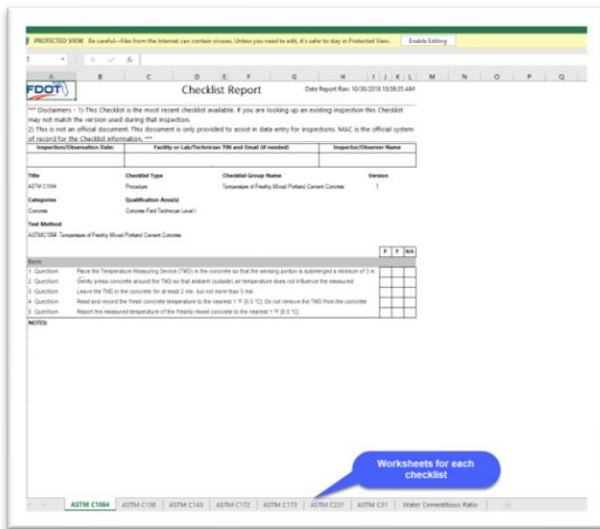 PROTECTED VIEW Be careful—files from the Internet can contain viruses. Unless you need to edit, it's safer to stay in Protected View. Enable Editing
fx
A B C D E F G H I J K L M N O P Q
FDOT
Checklist Report
Date Report Ran: 10/30/2018 10:58:35 AM
*** Disclaimers - 1) This Checklist is the most recent checklist available. If you are looking up an existing inspection this Checklist
may not match the version used during that inspection.
2) This is not an official document. This document is only provided to assist in data entry for inspections. MAC is the official system
of record for the Checklist information. ***
Inspection/Observation Date: Facility or Lab/Technician TIN and Email (if needed) Inspector/Observer Name
Title Checklist Type Checklist Group Name Version
ASTM C1064 Procedure Temperature of Freshly Mixed Portland Cement Concrete 1
Categories Qualification Area(s)
Concrete Concrete Field Technician Level I
Test Method
ASTMC1064 Temperature of Freshly Mixed Portland Cement Concrete
P F N/A
Item
1 Question Place the Temperature Measuring Device (TMD) in the concrete so that the sensing portion is submerged a minimum of 3 in.
2 Question Gently press concrete around the TMD so that ambient (outside) air temperature does not influence the measured
3 Question Leave the TMD in the concrete for at least 2 min. but not more than 5 min.
4 Question Read and record the fresh concrete temperature to the nearest 1 °F [0.5 °C]. Do not remove the TMD from the concrete
5 Question Report the measured temperature of the freshly mixed concrete to the nearest 1 °F [0.5 °C].
NOTES:
Worksheets for each
checklist
ASTM C1064 ASTM C138 ASTM C143 ASTM C172 ASTM C173 ASTM C231 ASTM C31 Water Cementitious Ratio